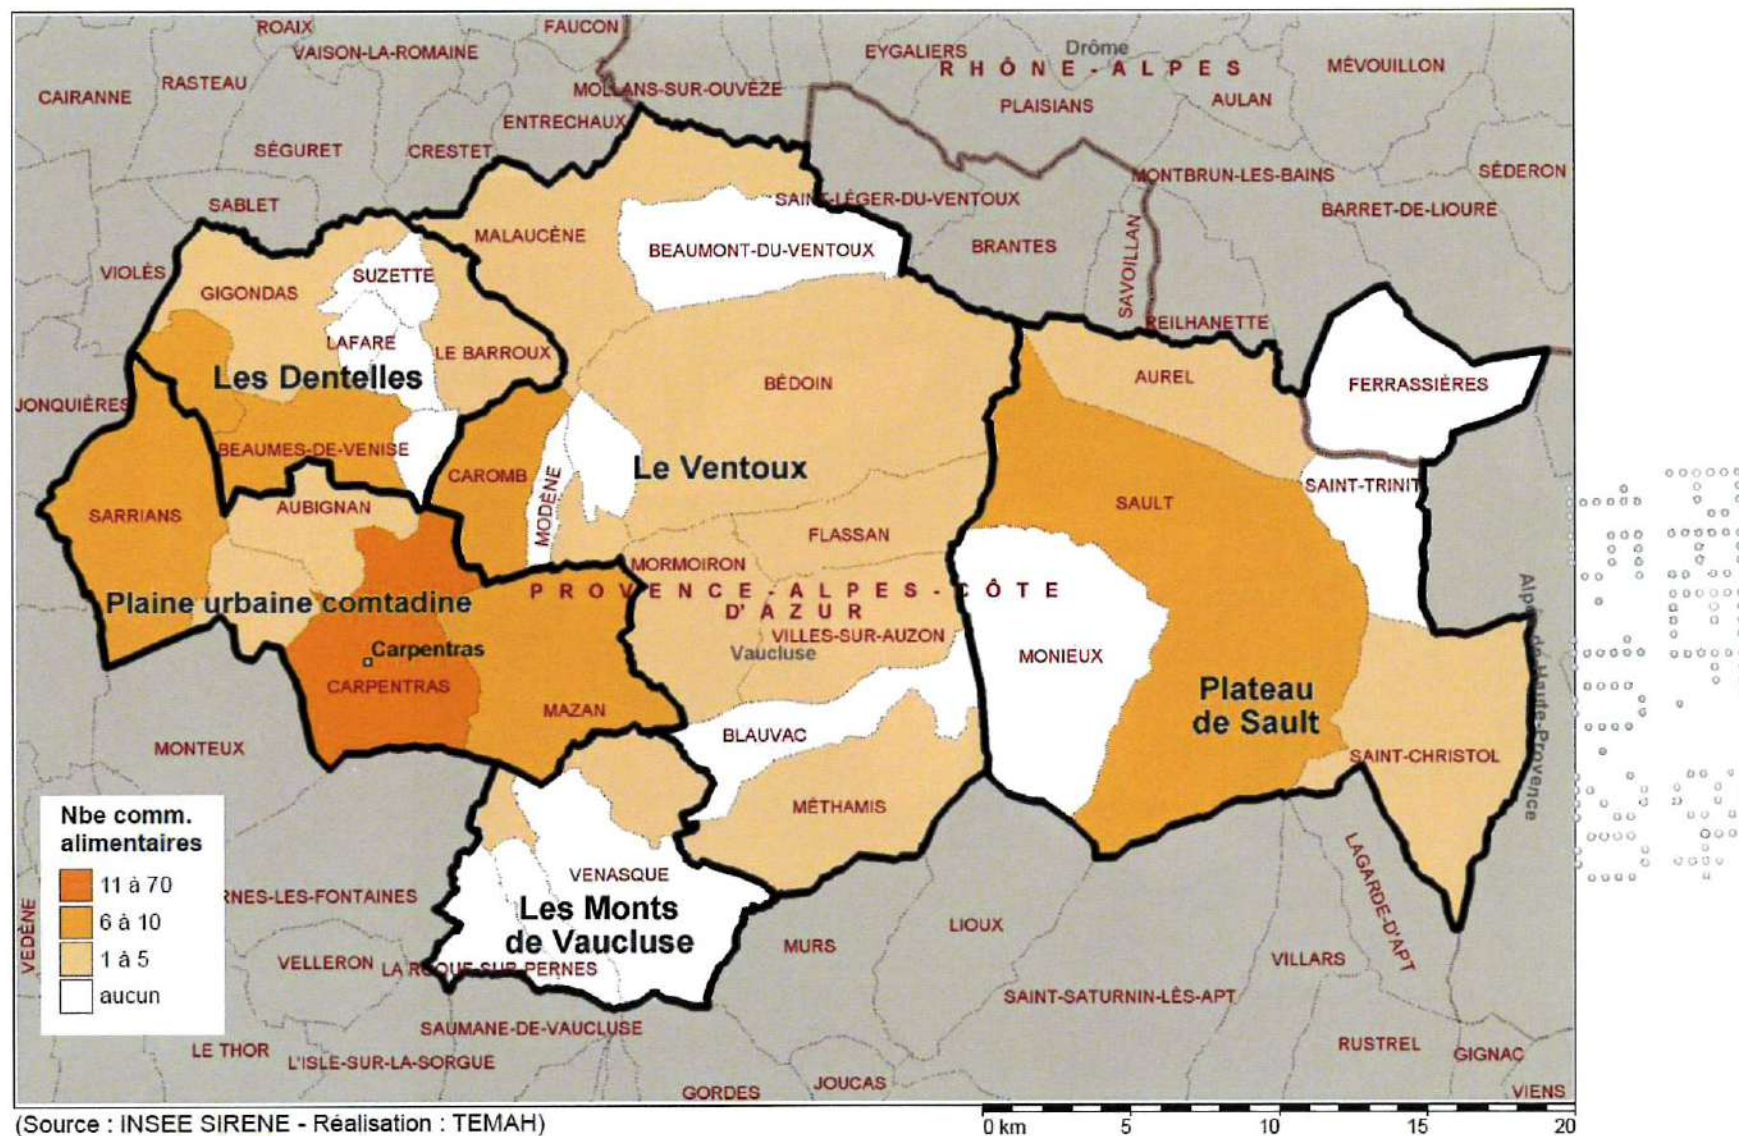 ROAIX
FAUCON
VAISON-LA-ROMAINE
EYGALIERS
Drôme
RHÔNE-ALPES
MÉVOUILLON
CAIRANNE
RASTEAU
MOLLANS-SUR-OUVÈZE
PLAISIANS
AULAN
ENTRECHAUX
SÉGURET
CRESTET
MONTBRUN-LES-BAINS
SÉDERON
SABLET
SAINT-LÉGER-DU-VENTOUX
BARRET-DE-LIOURE
MALAUCÈNE
BEAUMONT-DU-VENTOUX
BRANTES
SAVOILLAN
VIOLÈS
SUZETTE
GIGONDAS
REILHANETTE
LAFARE
LE BARROUX
Les Dentelles
BÉDOIN
AUREL
FERRASSIÈRES
JONQUIÈRES
BEAUMES-DE-VENISE
CAROMB
MODÈNE
Le Ventoux
SAINT-TRINIT
SARRIANS
AUBIGNAN
SAULT
FLASSAN
MORMOIRON
PROVENCE-ALPES-CÔTE
D'AZUR
Plaine urbaine comtadine
VILLES-SUR-AUZON
Vaucluse
Carpentras
CARPENTRAS
MONIEUX
Plateau
de Sault
MAZAN
BLAUVAC
MONTEUX
SAINT-CHRISTOL
Alpes-de-Haute-Provence
MÉTHAMIS
Nbe comm.
alimentaires
11 à 70
6 à 10
1 à 5
aucun
VENASQUE
RNES-LES-FONTAINES
Les Monts
de Vaucluse
LAGARDE-D'APT
LIOUX
MURS
VEDÈNE
VELLERON
LA ROQUE-SUR-PERNES
VILLARS
SAINT-SATURNIN-LÈS-APT
SAUMANE-DE-VAUCLUSE
LE THOR
L'ISLE-SUR-LA-SORGUE
RUSTREL
GIGNAC
JOUCAS
GORDES
VIENS
(Source : INSEE SIRENE - Réalisation : TEMAH)
0 km 5 10 15 20